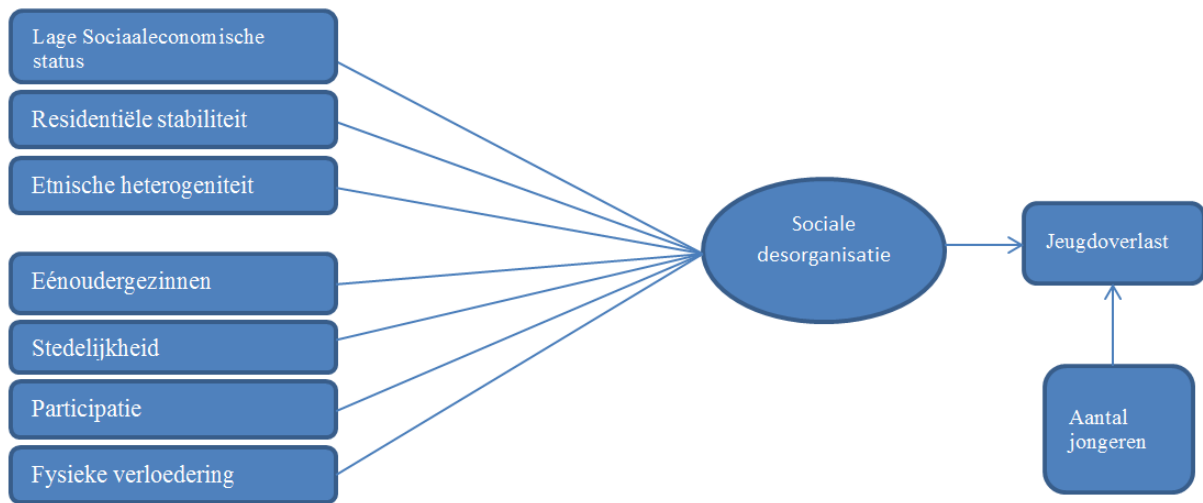 Lage Sociaaleconomische
status
Residentiële stabiliteit
Etnische heterogeniteit
Eénoudergezinnen
Stedelijkheid
Participatie
Fysieke verloedering
Sociale
desorganisatie
Jeugdoverlast
Aantal
jongeren